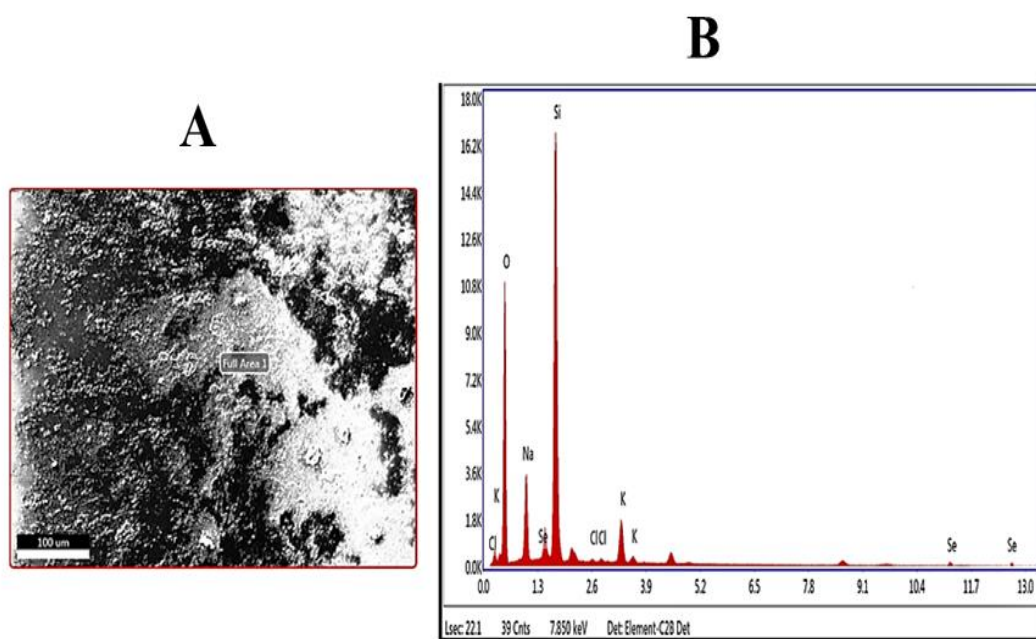 A
B
Full Area 1
100 um
18.0K
16.2K
14.4K
12.6K
10.8K
9.0K
7.2K
5.4K
3.6K
1.8K
0.0K
Si
O
Na
K
Cl
Se
Cl Cl
K
K
Se
Se
0.0 1.3 2.6 3.9 5.2 6.5 7.8 9.1 10.4 11.7 13.0
Lsec: 22.1 39 Cnts 7.850 keV Det: Element-C2B Det